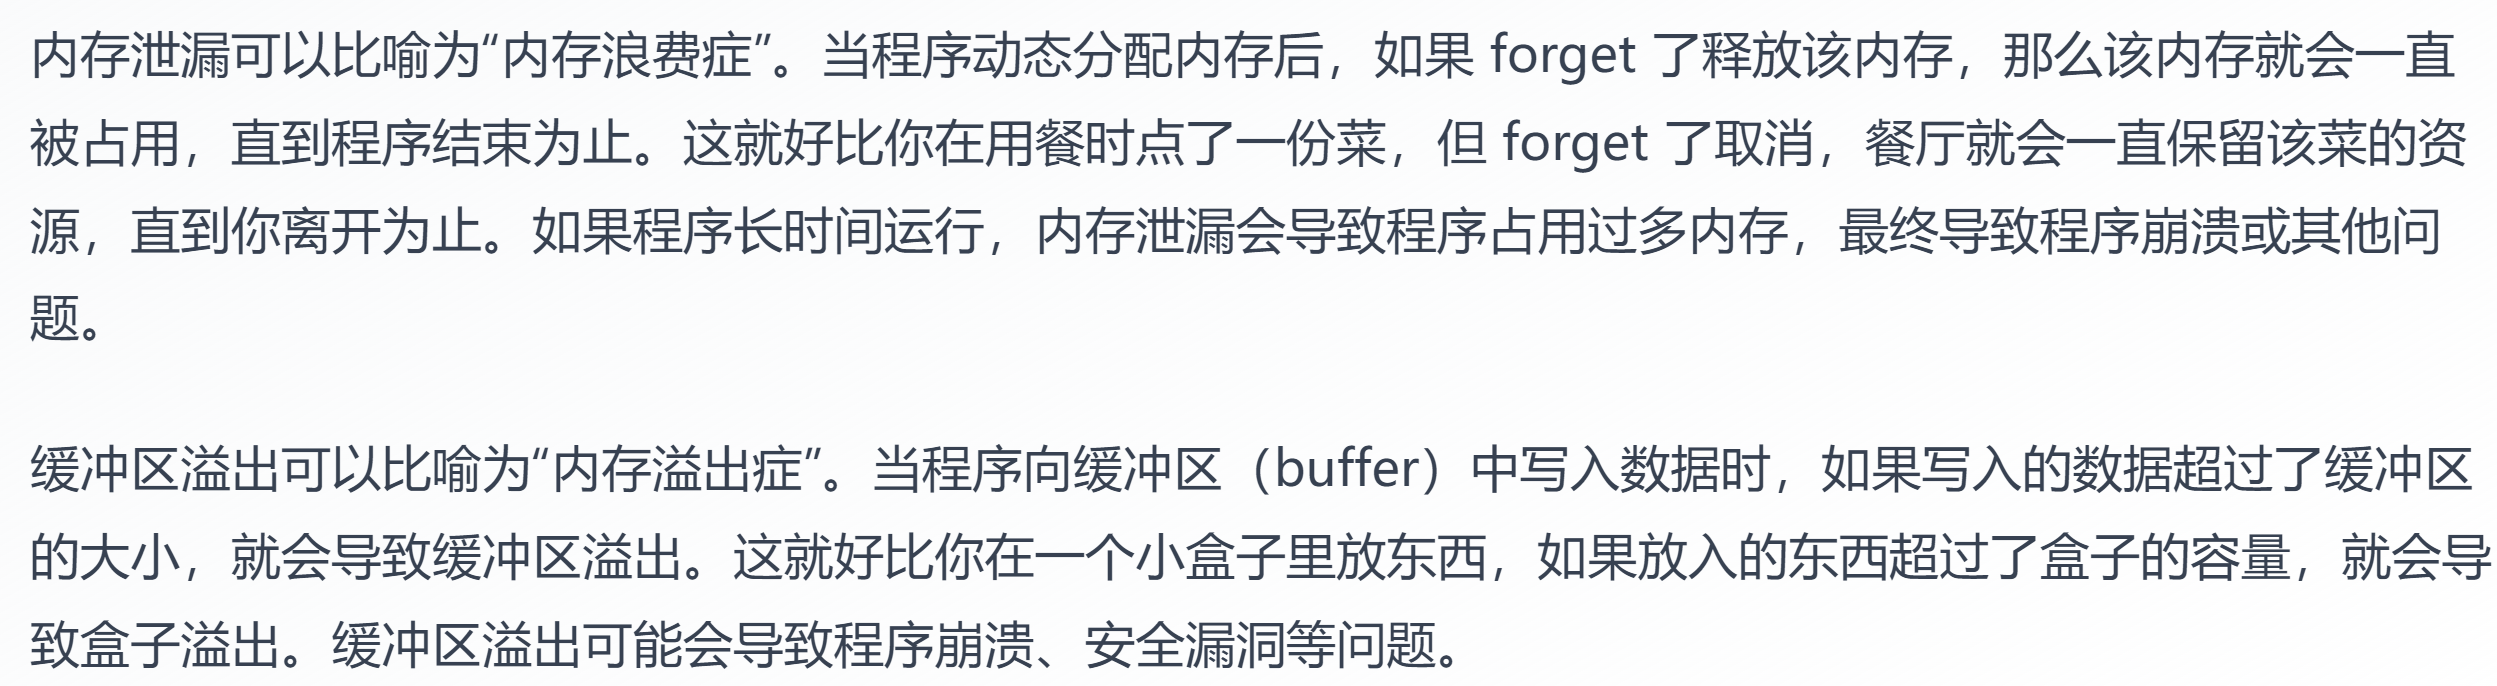 内存泄漏可以比喻为“内存浪费症”。当程序动态分配内存后，如果 forget 了释放该内存，那么该内存就会一直
被占用，直到程序结束为止。这就好比你在用餐时点了一份菜，但 forget 了取消，餐厅就会一直保留该菜的资
源，直到你离开为止。如果程序长时间运行，内存泄漏会导致程序占用过多内存，最终导致程序崩溃或其他问
题。
缓冲区溢出可以比喻为“内存溢出症”。当程序向缓冲区（buffer）中写入数据时，如果写入的数据超过了缓冲区
的大小，就会导致缓冲区溢出。这就好比你在一个小盒子里放东西，如果放入的东西超过了盒子的容量，就会导
致盒子溢出。缓冲区溢出可能会导致程序崩溃、安全漏洞等问题。